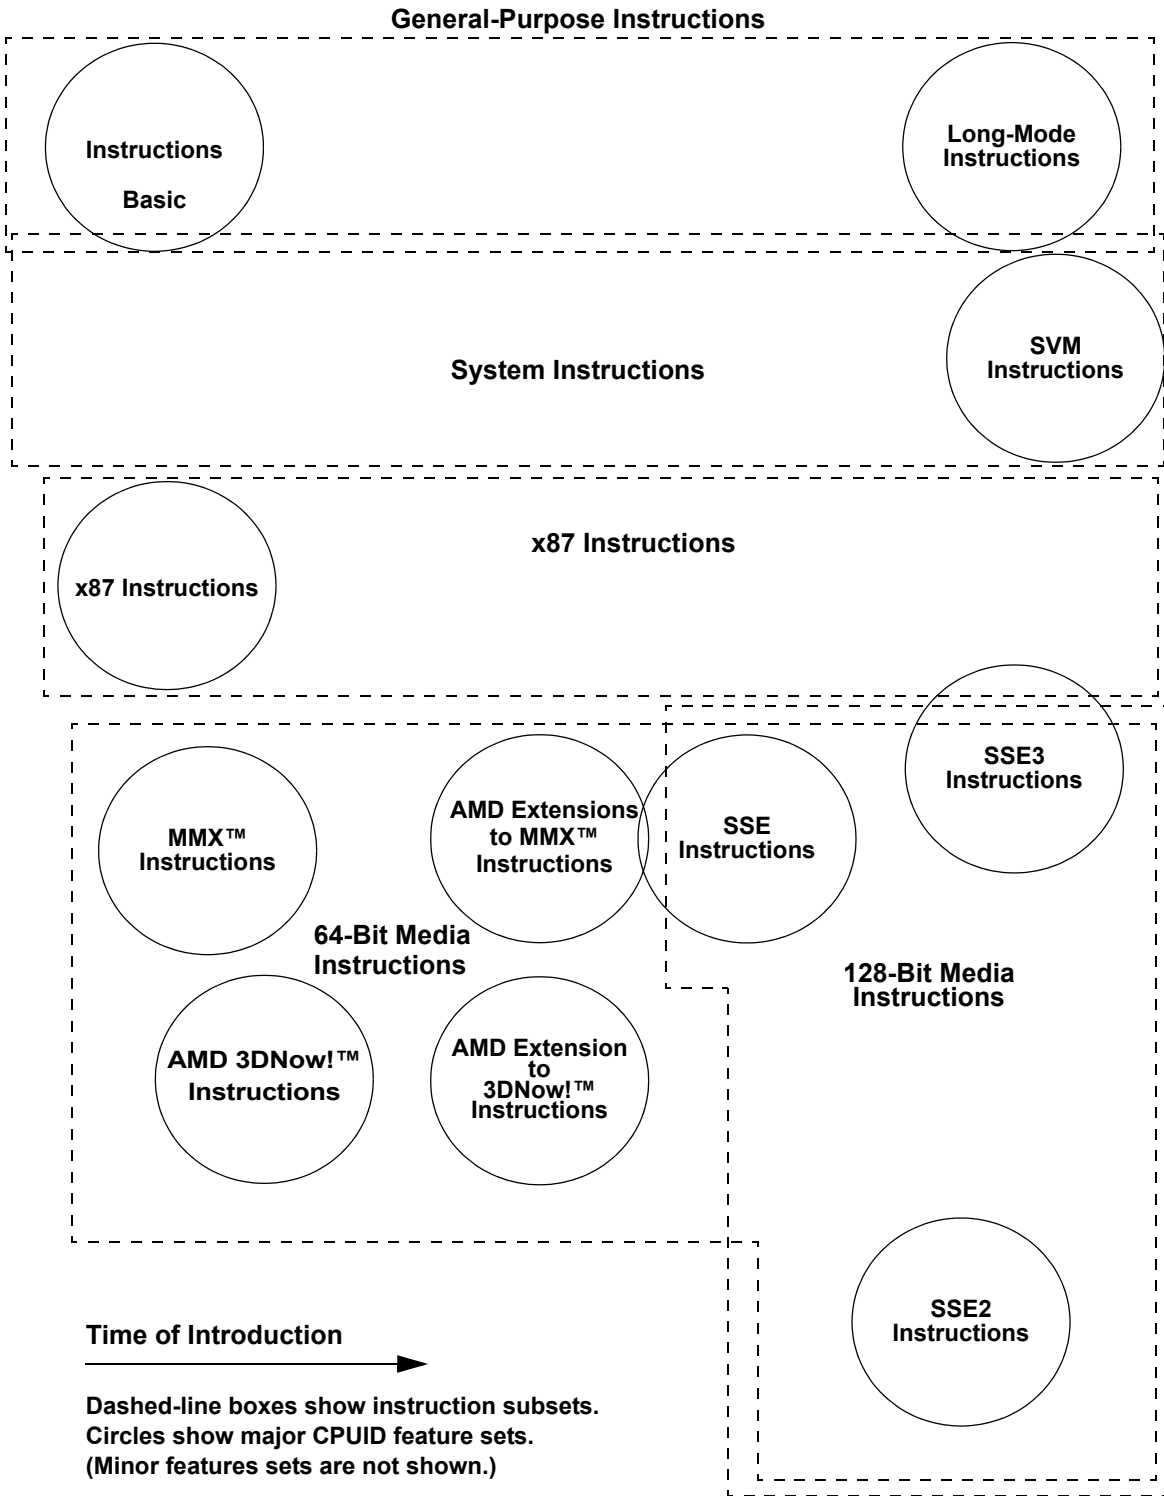 General-Purpose Instructions
Instructions
Basic
Long-Mode
Instructions
System Instructions
SVM
Instructions
x87 Instructions
x87 Instructions
MMX™
Instructions
AMD Extensions
to MMX™
Instructions
SSE
Instructions
SSE3
Instructions
64-Bit Media
Instructions
128-Bit Media
Instructions
AMD 3DNow!™
Instructions
AMD Extension
to
3DNow!™
Instructions
SSE2
Instructions
Time of Introduction
Dashed-line boxes show instruction subsets.
Circles show major CPUID feature sets.
(Minor features sets are not shown.)